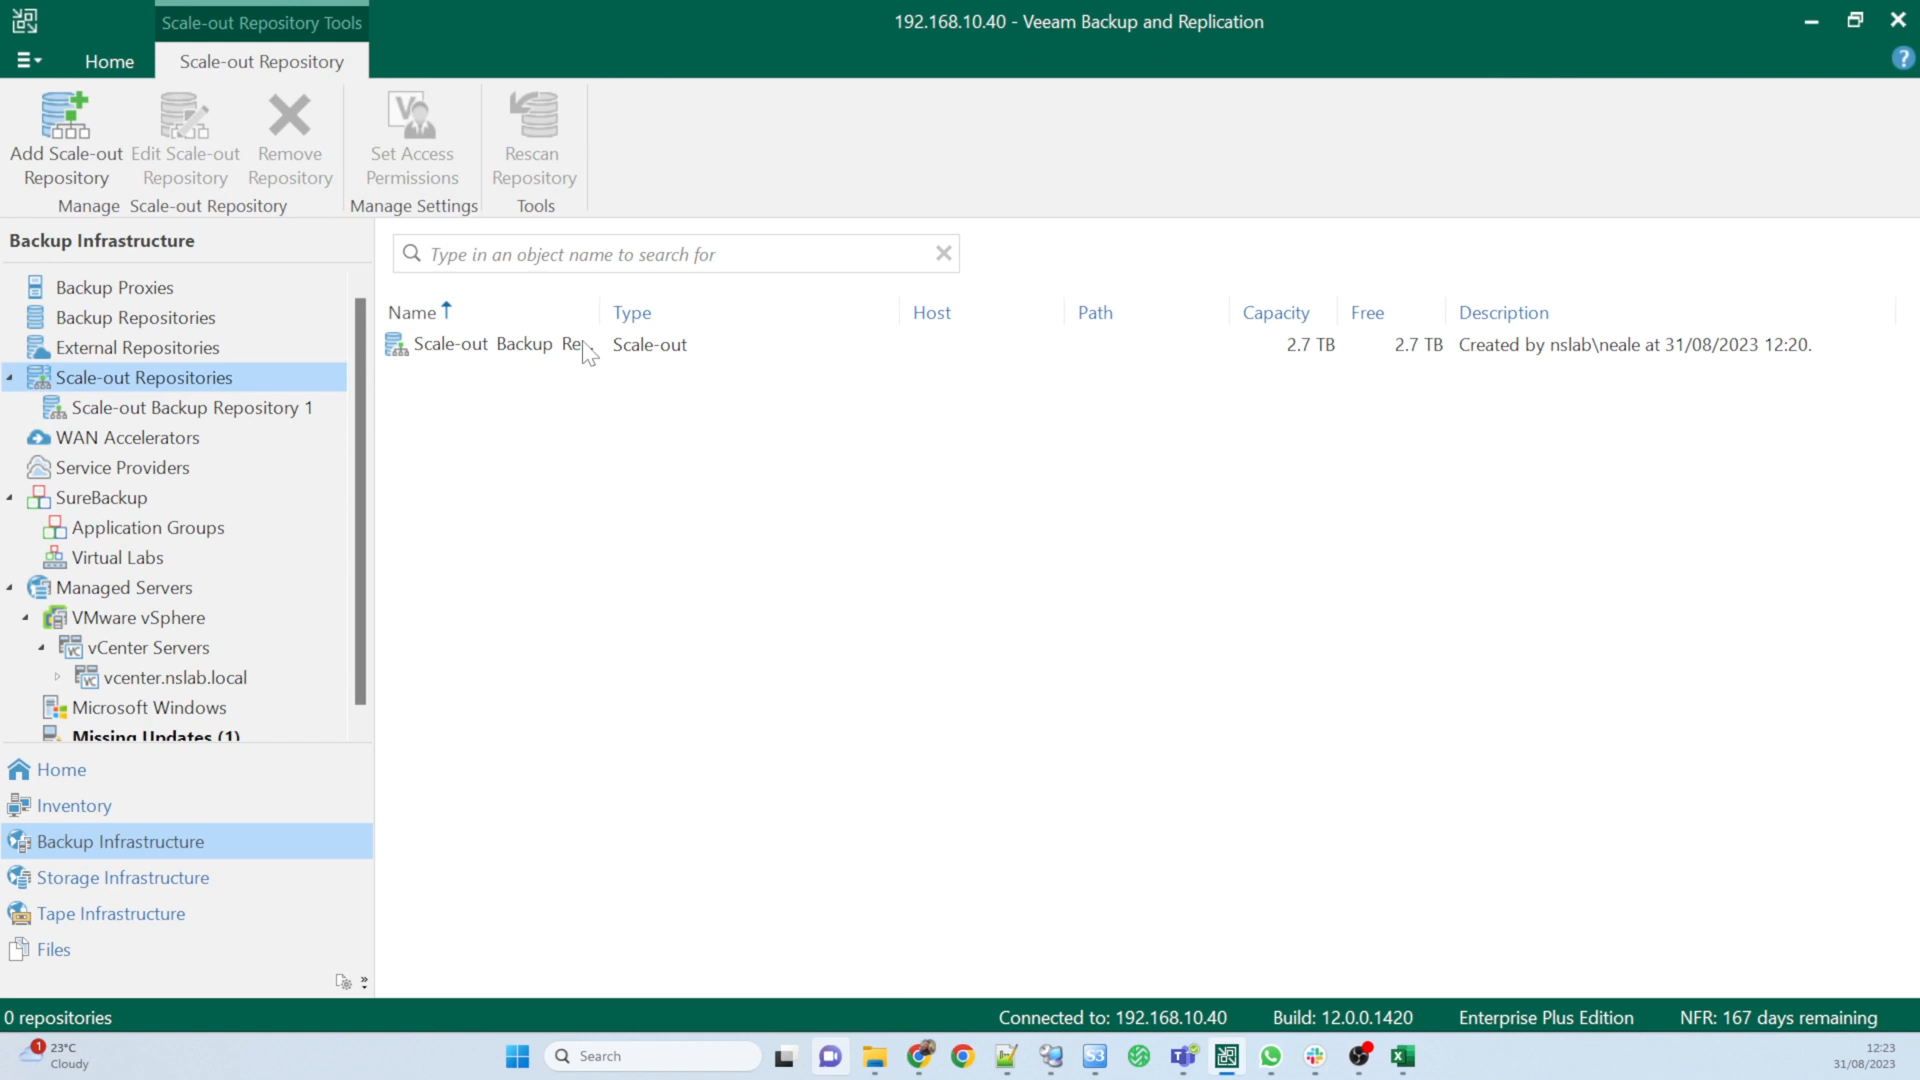 Scale-out Repository Tools
192.168.10.40 - Veeam Backup and Replication
Home
Scale-out Repository
Add Scale-out
Repository
Edit Scale-out
Repository
Remove
Repository
Set Access
Permissions
Rescan
Repository
Manage Scale-out Repository
Manage Settings
Tools
Backup Infrastructure
Type in an object name to search for
Name Type Host Path Capacity Free Description
Scale-out Backup Re... Scale-out 2.7 TB 2.7 TB Created by nslab\neale at 31/08/2023 12:20.
Backup Proxies
Backup Repositories
External Repositories
Scale-out Repositories
Scale-out Backup Repository 1
WAN Accelerators
Service Providers
SureBackup
Application Groups
Virtual Labs
Managed Servers
VMware vSphere
vCenter Servers
vcenter.nslab.local
Microsoft Windows
Missing Updates (1)
Home
Inventory
Backup Infrastructure
Storage Infrastructure
Tape Infrastructure
Files
0 repositories
Connected to: 192.168.10.40
Build: 12.0.0.1420
Enterprise Plus Edition
NFR: 167 days remaining
1
23°C
Cloudy
Search
S3
12:23
31/08/2023